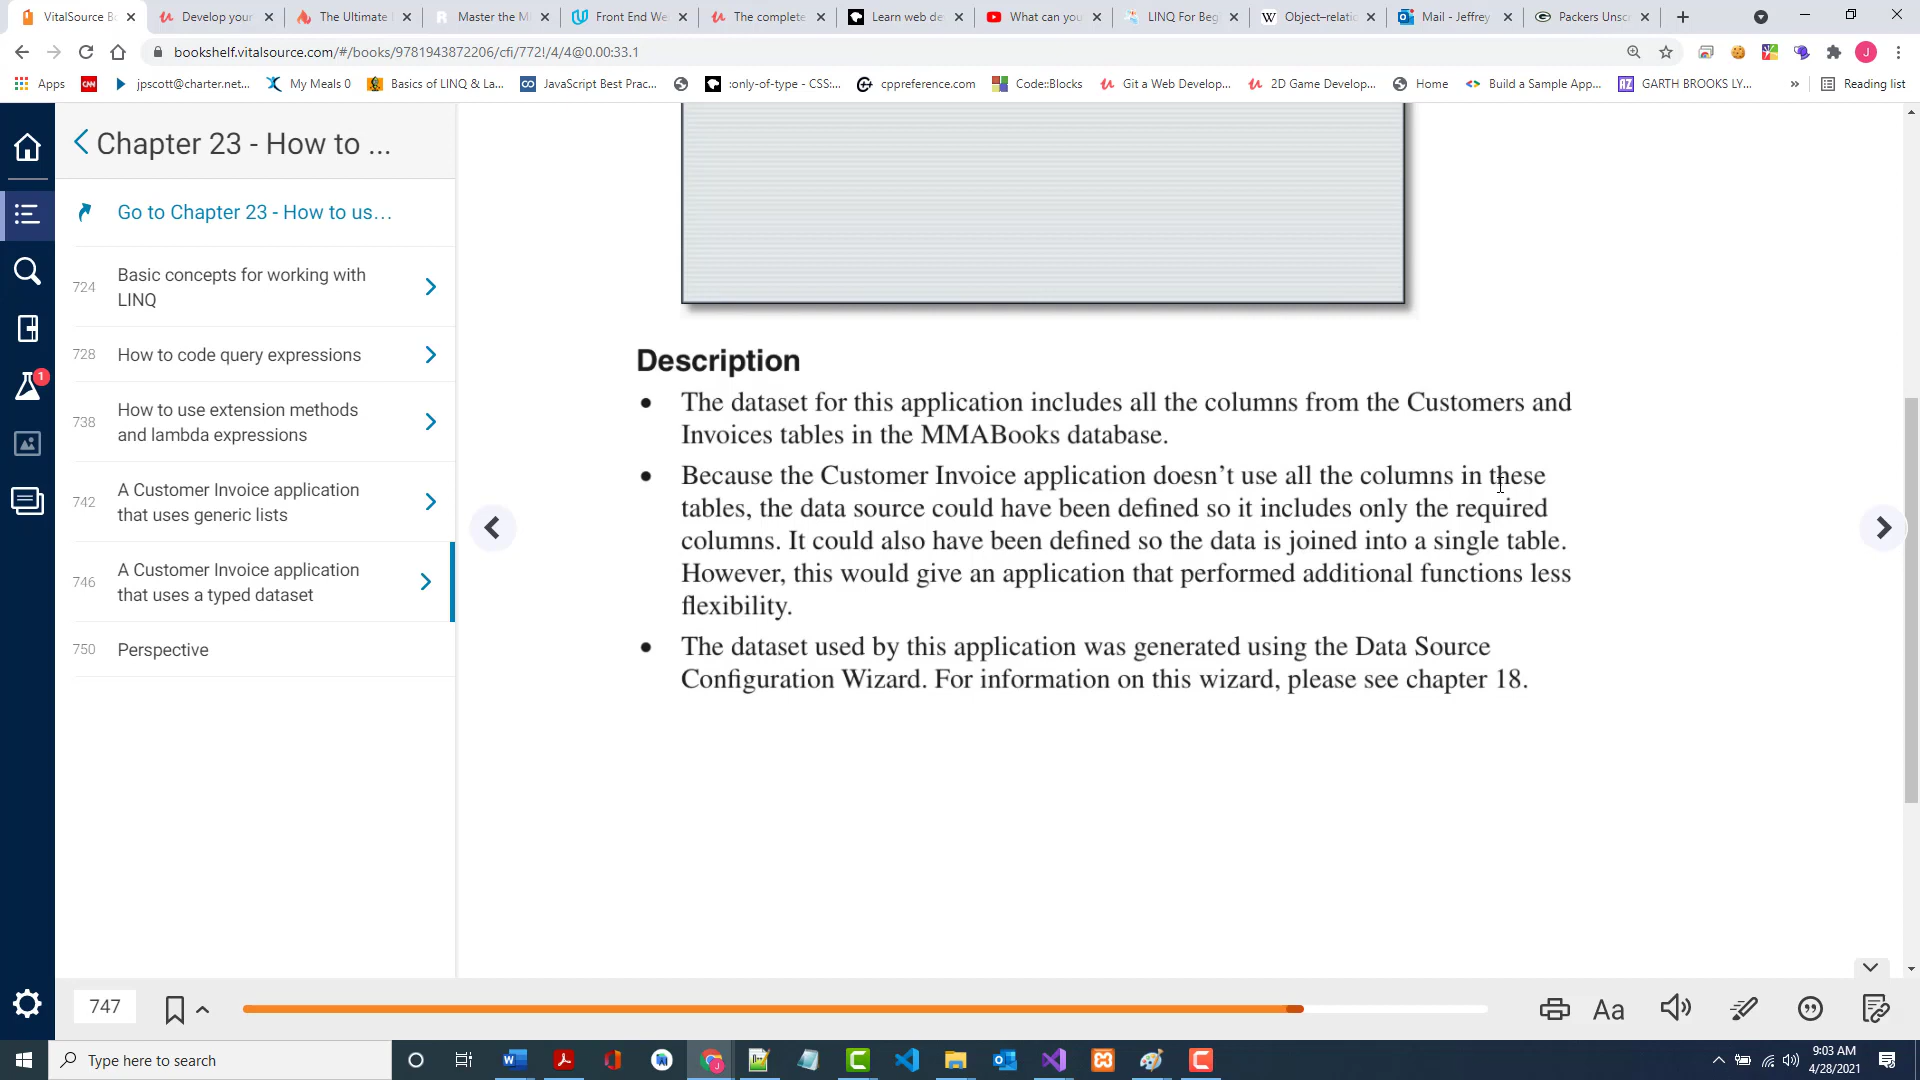 VitalSource Bo
Develop your
The Ultimate
Master the M
Front End We
The complete
Learn web de
What can you
LINQ For Beg
Object–relatio
Mail - Jeffrey
Packers Unsc
bookshelf.vitalsource.com/#/books/9781943872206/cfi/772!/4/4@0.00:33.1
J
Apps
CNN
jpscott@charter.net...
My Meals 0
Basics of LINQ & La...
JavaScript Best Prac...
:only-of-type - CSS:...
cppreference.com
Code::Blocks
Git a Web Develop...
2D Game Develop...
Home
Build a Sample App...
AZ
GARTH BROOKS LY...
»
Reading list
Chapter 23 - How to ...
Go to Chapter 23 - How to us...
724 Basic concepts for working with
LINQ
728 How to code query expressions
738 How to use extension methods
and lambda expressions
742 A Customer Invoice application
that uses generic lists
746 A Customer Invoice application
that uses a typed dataset
750 Perspective
1
Description
• The dataset for this application includes all the columns from the Customers and
Invoices tables in the MMABooks database.
• Because the Customer Invoice application doesn't use all the columns in these
tables, the data source could have been defined so it includes only the required
columns. It could also have been defined so the data is joined into a single table.
However, this would give an application that performed additional functions less
flexibility.
• The dataset used by this application was generated using the Data Source
Configuration Wizard. For information on this wizard, please see chapter 18.
747
Aa
Type here to search
9:03 AM
4/28/2021